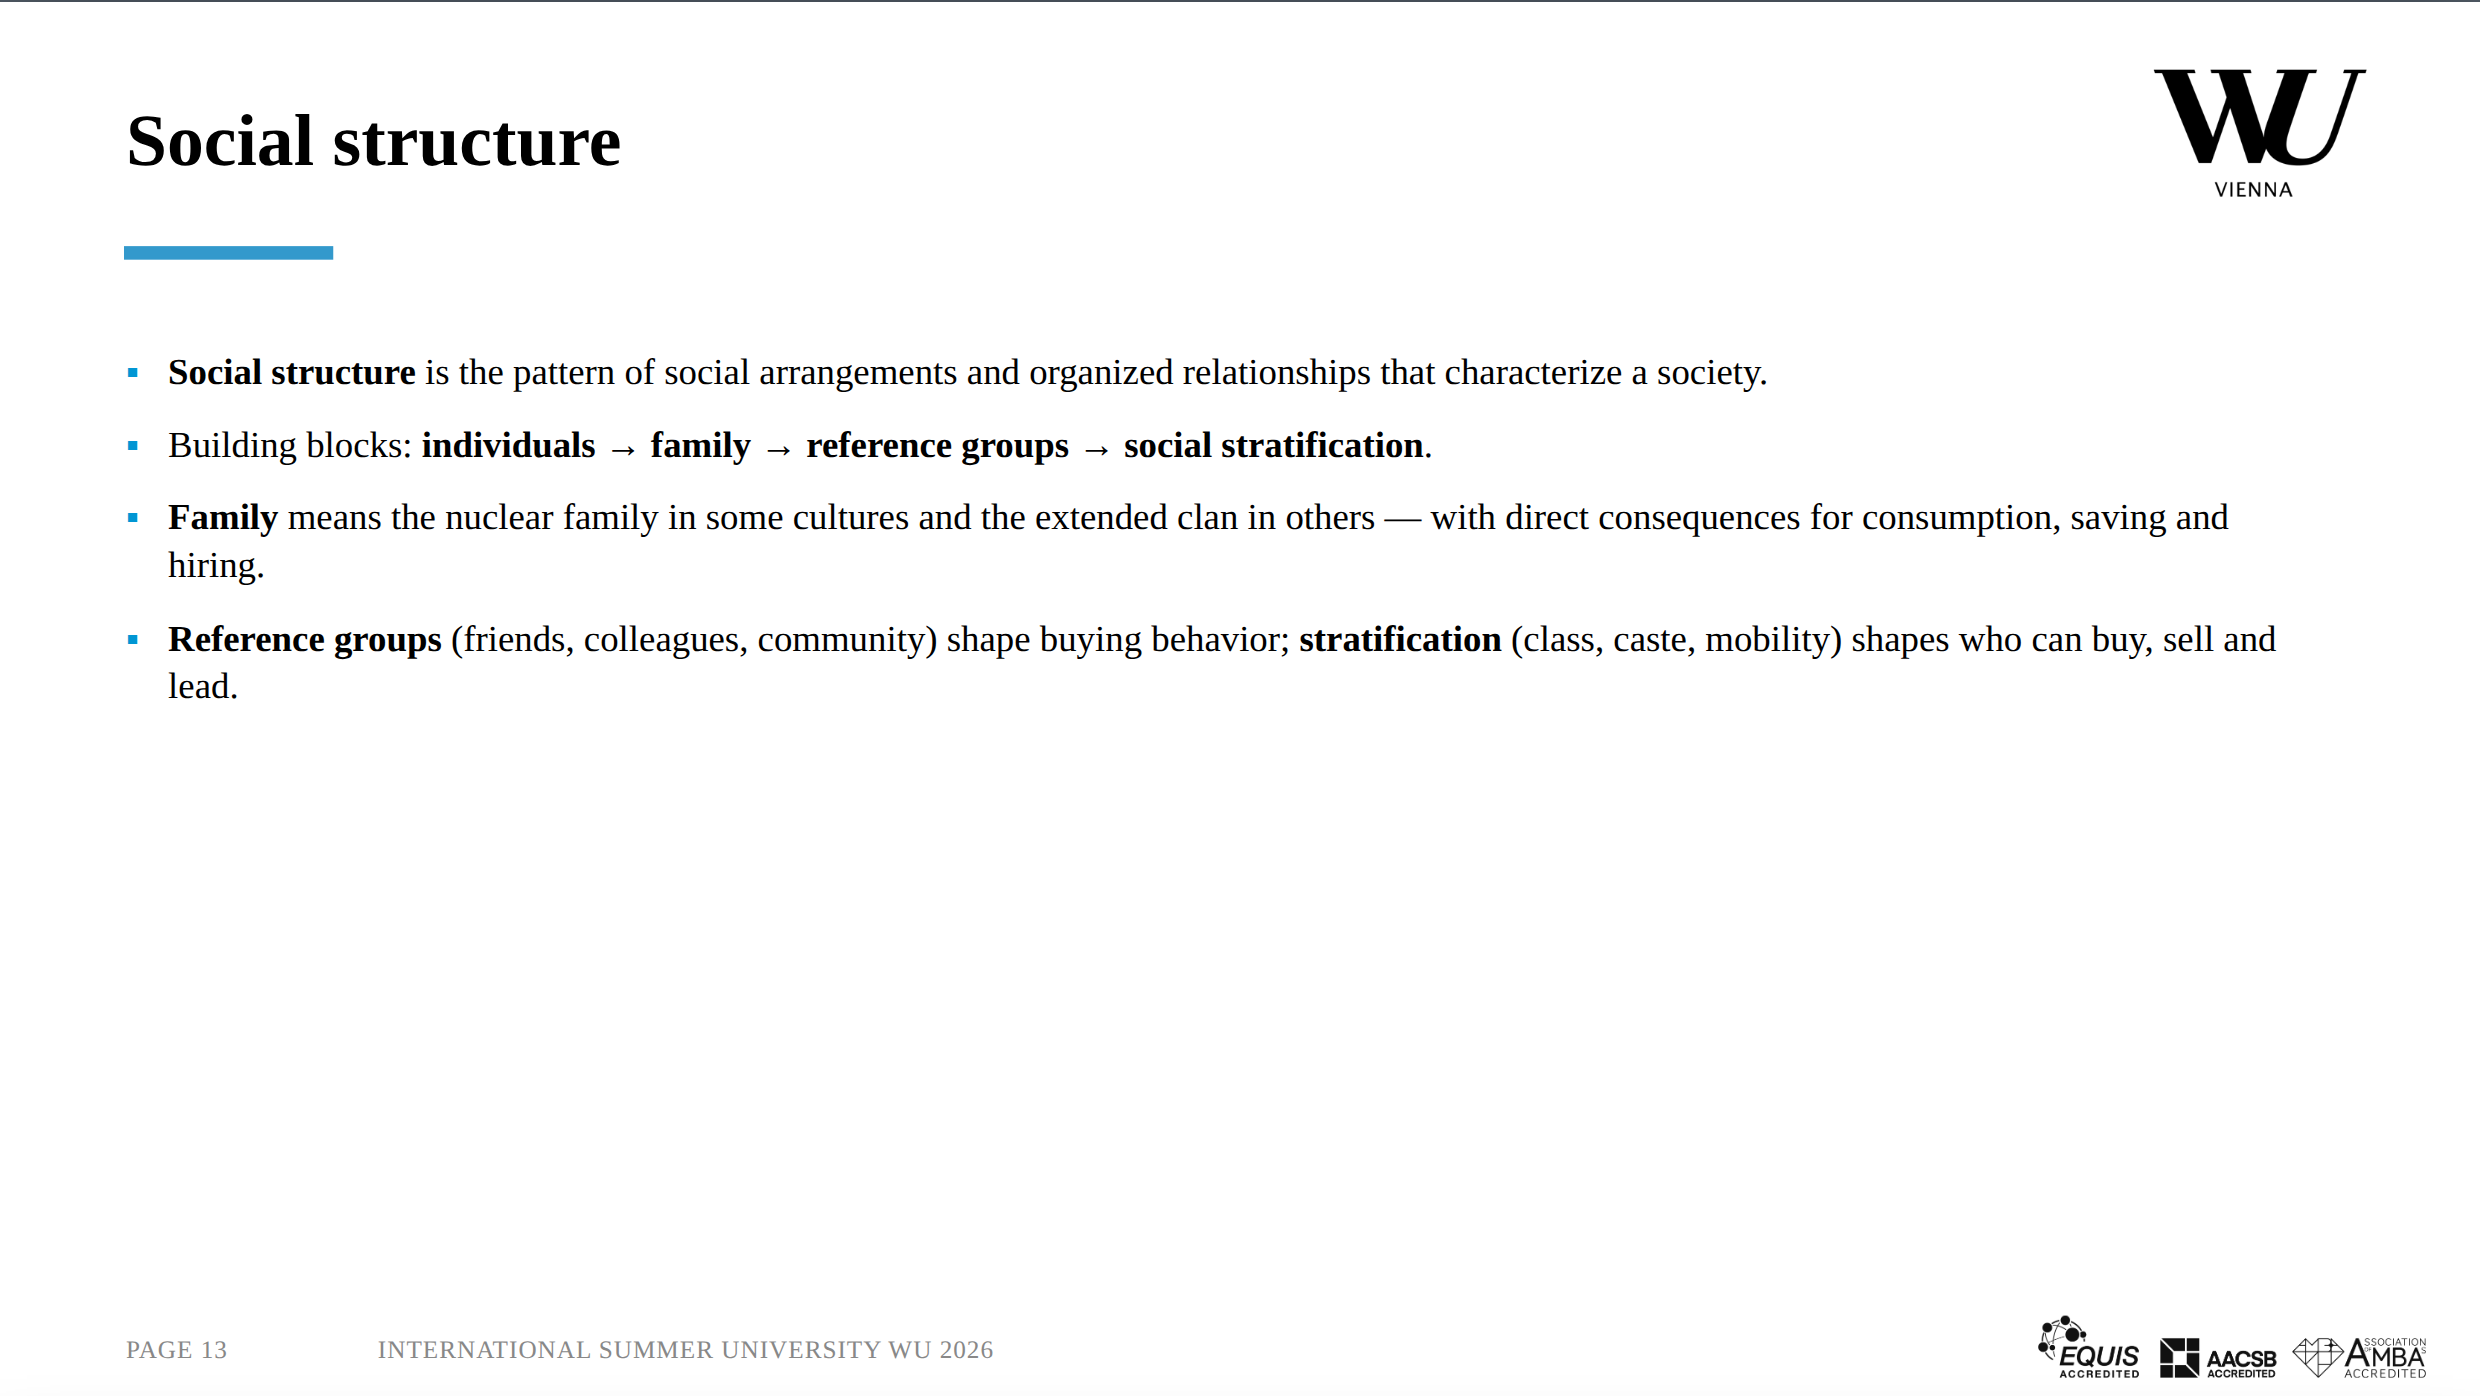 Social structure
WU
VIENNA
▪ Social structure is the pattern of social arrangements and organized relationships that characterize a society.
▪ Building blocks: individuals → family → reference groups → social stratification.
▪ Family means the nuclear family in some cultures and the extended clan in others — with direct consequences for consumption, saving and
hiring.
▪ Reference groups (friends, colleagues, community) shape buying behavior; stratification (class, caste, mobility) shapes who can buy, sell and
lead.
PAGE 13 INTERNATIONAL SUMMER UNIVERSITY WU 2026
EQUIS
ACCREDITED
AACSB
ACCREDITED
ASSOCIATION
OF MBAS
ACCREDITED